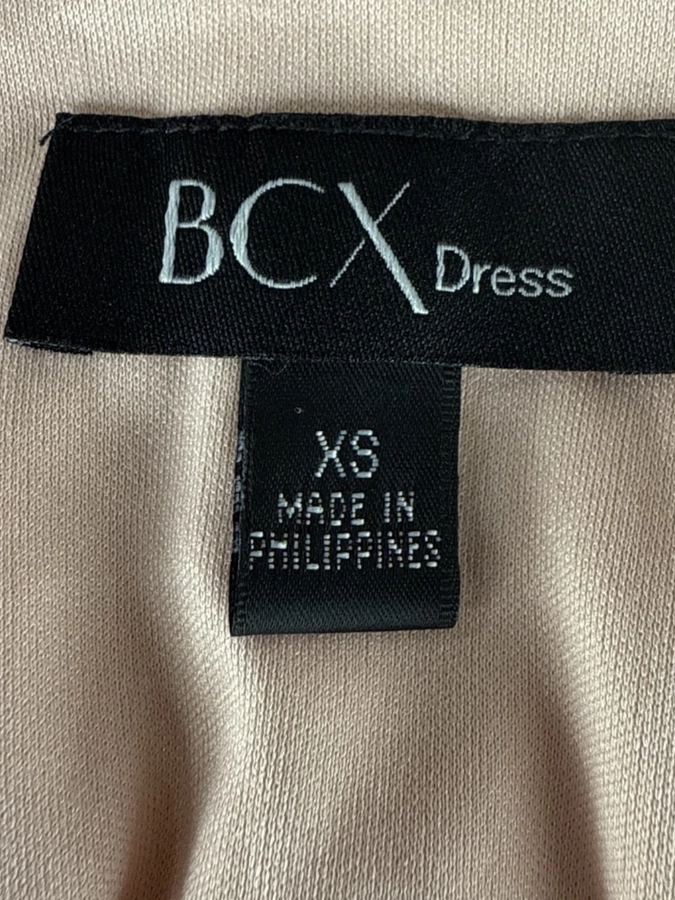 BCX Dress
XS
MADE IN
PHILIPPINES